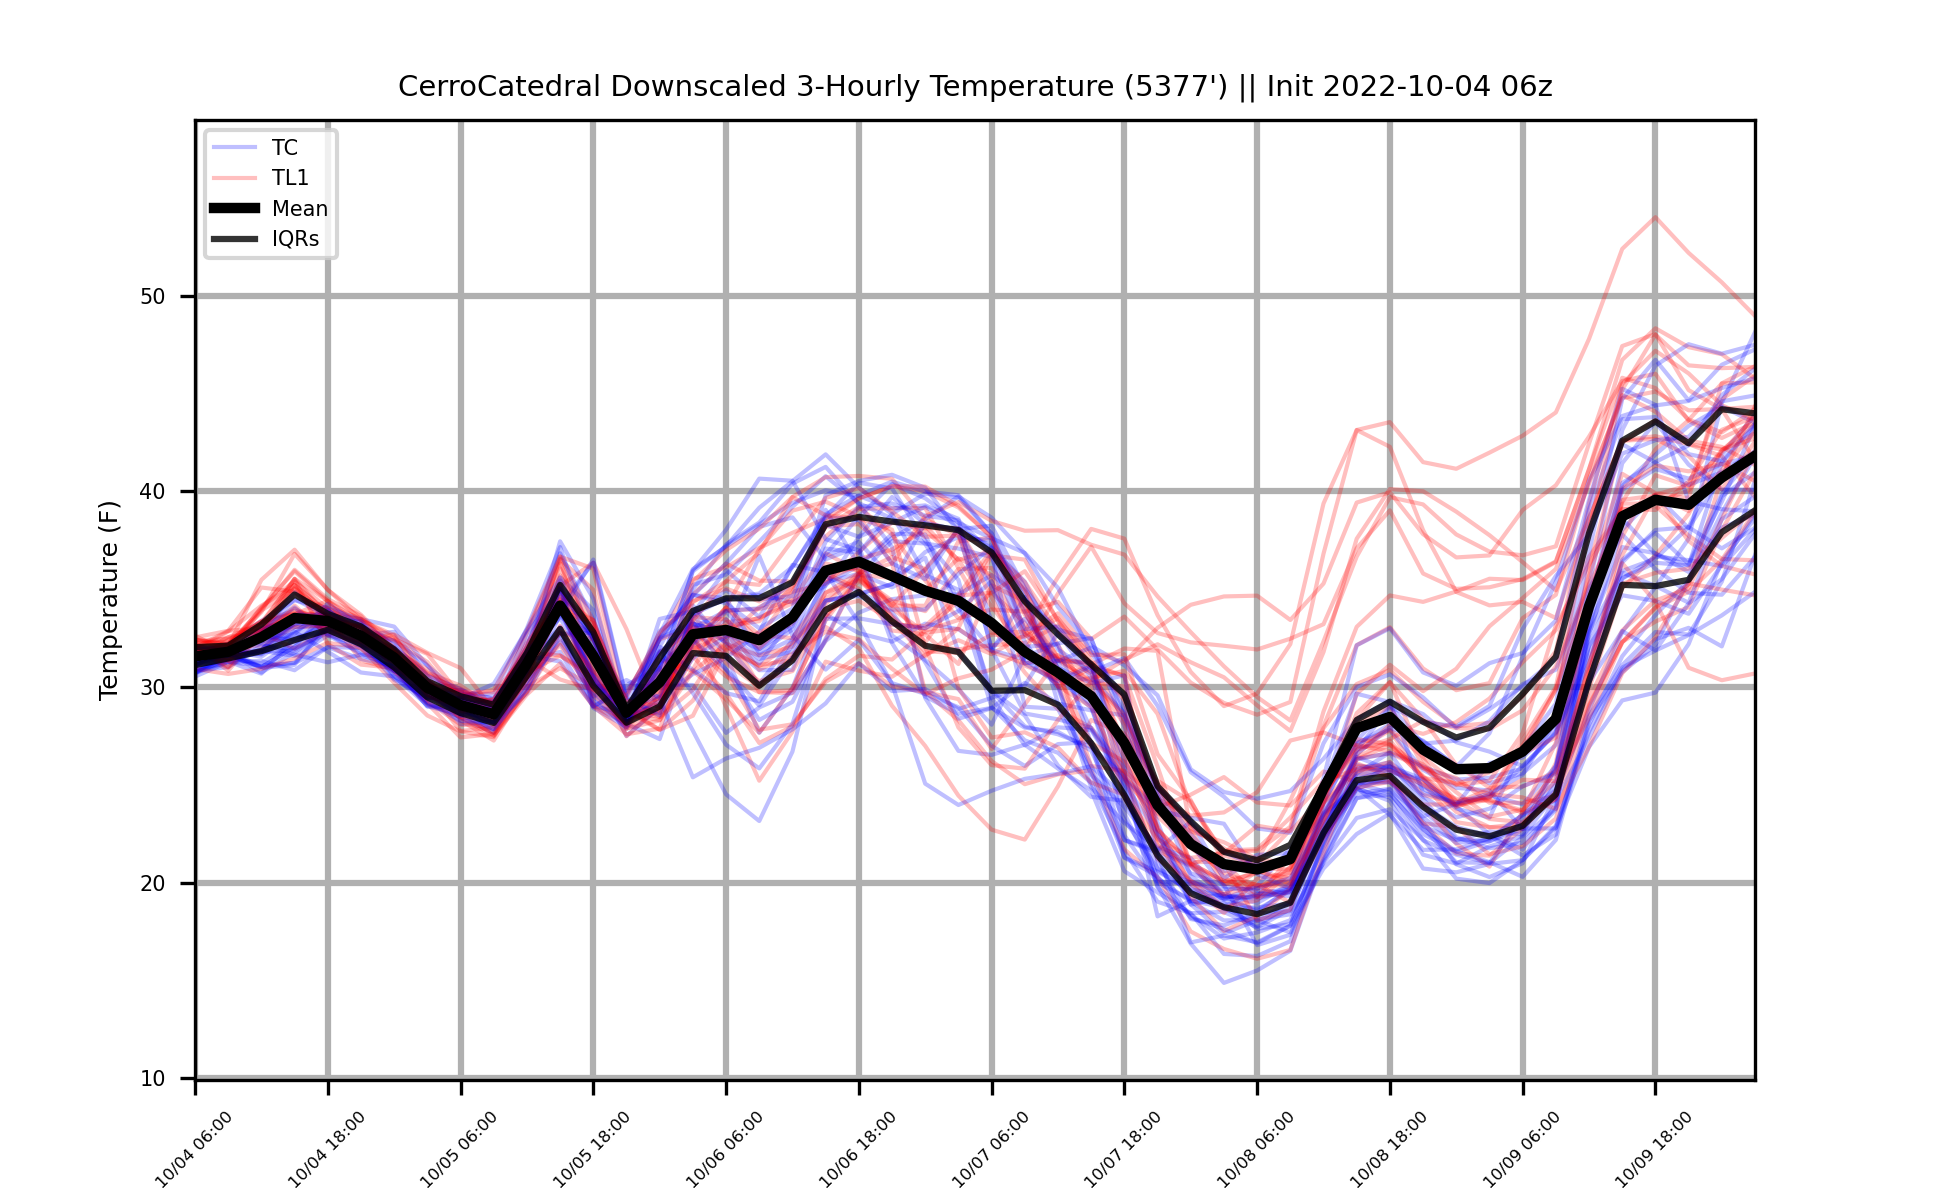 CerroCatedral Downscaled 3-Hourly Temperature (5377') || Init 2022-10-04 06z
TC
TL1
Mean
IQRs
Temperature (F)
50
40
30
20
10
10/04 06:00
10/04 18:00
10/05 06:00
10/05 18:00
10/06 06:00
10/06 18:00
10/07 06:00
10/07 18:00
10/08 06:00
10/08 18:00
10/09 06:00
10/09 18:00